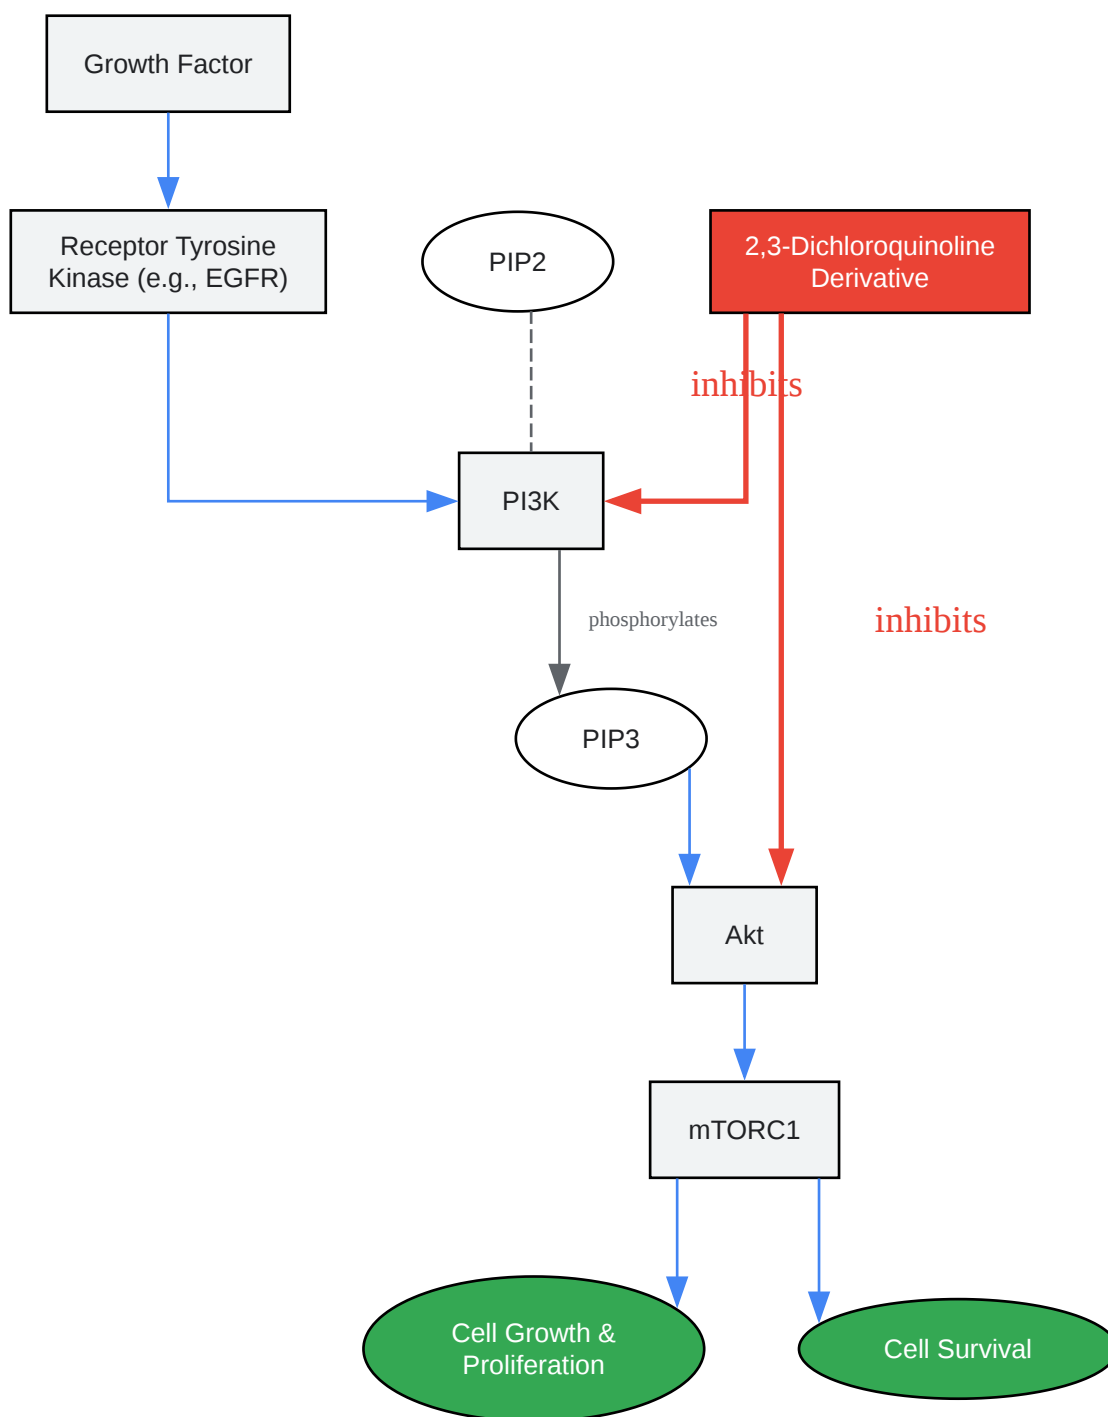 Growth Factor
Receptor Tyrosine
Kinase (e.g., EGFR)
PIP2
2,3-Dichloroquinoline
Derivative
inhibits
PI3K
phosphorylates
inhibits
PIP3
Akt
mTORC1
Cell Growth &
Proliferation
Cell Survival